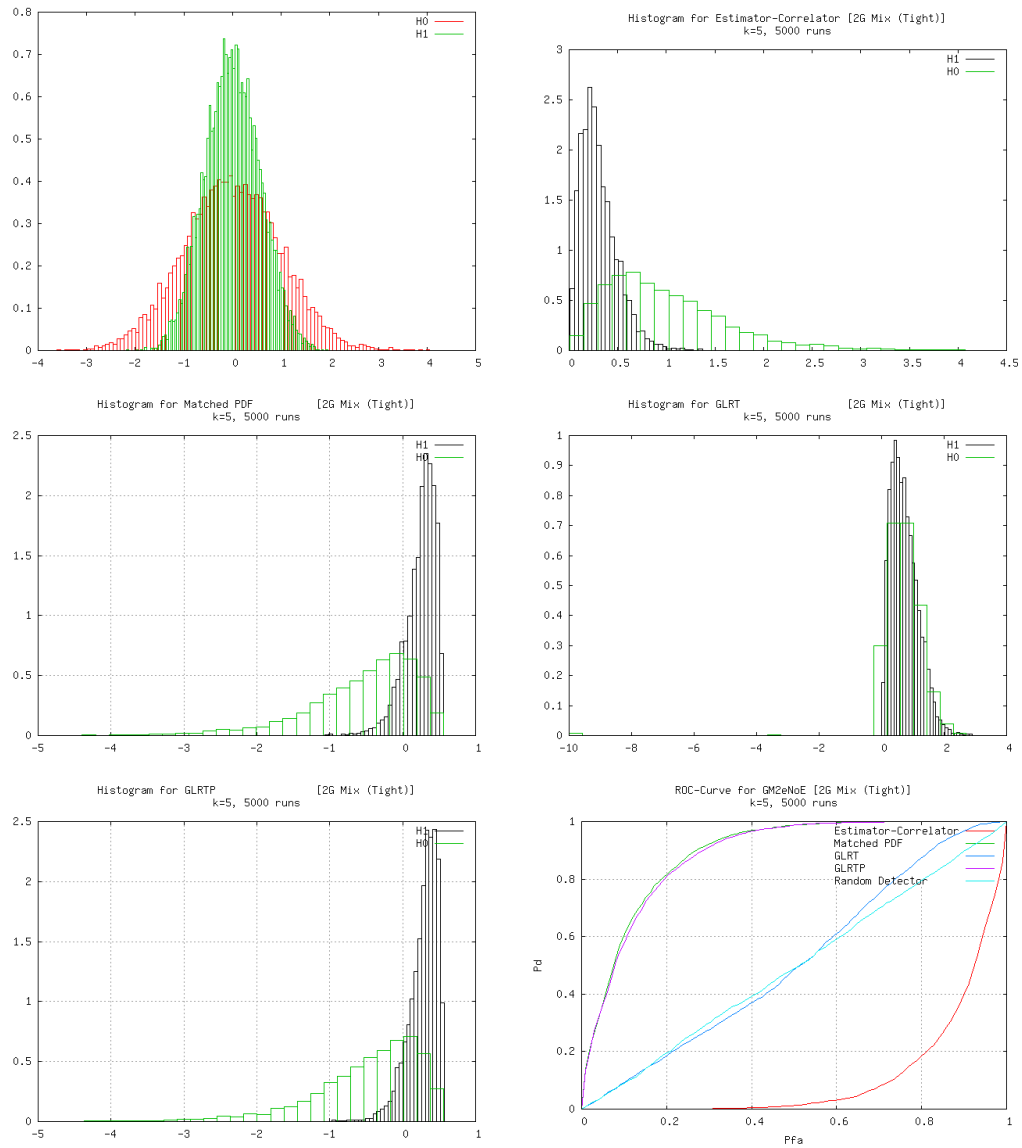 0.8
0.7
0.6
0.5
0.4
0.3
0.2
0.1
0
-4 -3 -2 -1 0 1 2 3 4 5
H0
H1
Histogram for Estimator-Correlator [2G Mix (Tight)]
k=5, 5000 runs
3
2.5
2
1.5
1
0.5
0
0 0.5 1 1.5 2 2.5 3 3.5 4 4.5
H1
H0
Histogram for Matched PDF [2G Mix (Tight)]
k=5, 5000 runs
2.5
2
1.5
1
0.5
0
-5 -4 -3 -2 -1 0 1
H1
H0
Histogram for GLRT [2G Mix (Tight)]
k=5, 5000 runs
1
0.9
0.8
0.7
0.6
0.5
0.4
0.3
0.2
0.1
0
-10 -8 -6 -4 -2 0 2 4
H1
H0
Histogram for GLRTP [2G Mix (Tight)]
k=5, 5000 runs
2.5
2
1.5
1
0.5
0
-5 -4 -3 -2 -1 0 1
H1
H0
ROC-Curve for GM2eNoE [2G Mix (Tight)]
k=5, 5000 runs
1
0.8
0.6
0.4
0.2
0
0 0.2 0.4 0.6 0.8 1
Pd
Pfa
Estimator-Correlator
Matched PDF
GLRT
GLRTP
Random Detector